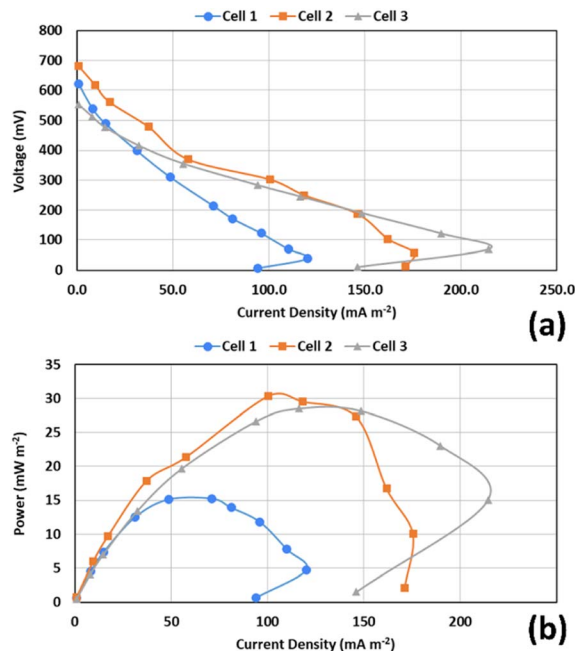 Cell 1 Cell 2 Cell 3
800
700
600
500
400
300
200
100
0
Voltage (mV)
0.0 50.0 100.0 150.0 200.0 250.0
Current Density (mA m⁻²)
(a)
Cell 1 Cell 2 Cell 3
35
30
25
20
15
10
5
0
Power (mW m⁻²)
0 50 100 150 200
Current Density (mA m⁻²)
(b)